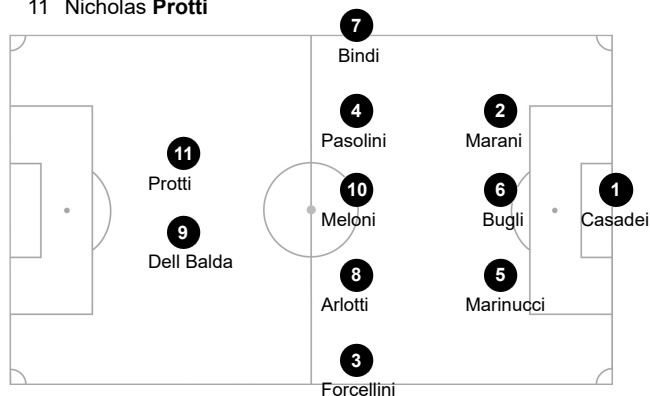 11 Nicholas Protti
7
Bindi
4
Pasolini
2
Marani
11
Protti
10
Meloni
6
Bugli
1
Casadei
9
Dell Balda
8
Arlotti
5
Marinucci
3
Forcellini